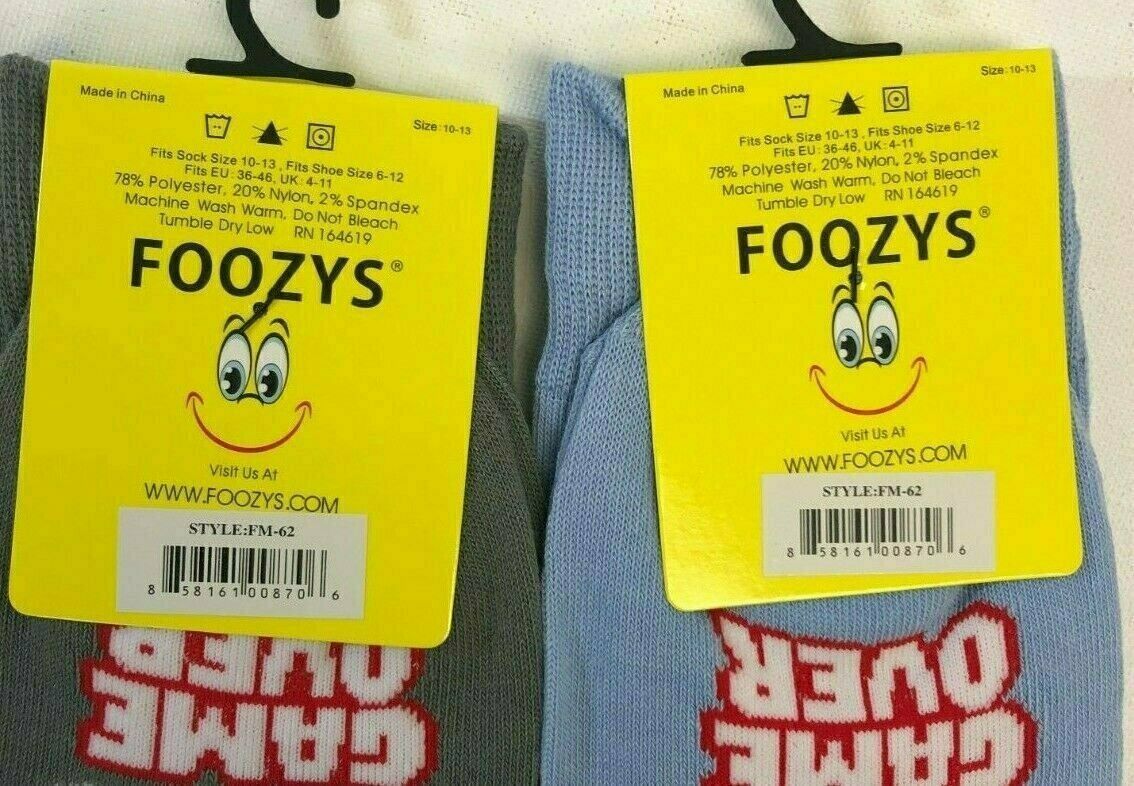 Made in China
Size: 10-13
Fits Sock Size 10-13 , Fits Shoe Size 6-12
Fits EU : 36-46, UK : 4-11
78% Polyester, 20% Nylon, 2% Spandex
Machine Wash Warm, Do Not Bleach
Tumble Dry Low RN 164619
FOOZYS®
Visit Us At
WWW.FOOZYS.COM
STYLE:FM-62
8 58161 00870 6
GAME
OVER
Made in China
Size: 10-13
Fits Sock Size 10-13 , Fits Shoe Size 6-12
Fits EU : 36-46, UK : 4-11
78% Polyester, 20% Nylon, 2% Spandex
Machine Wash Warm, Do Not Bleach
Tumble Dry Low RN 164619
FOOZYS®
Visit Us At
WWW.FOOZYS.COM
STYLE:FM-62
8 58161 00870 6
GAME
OVER